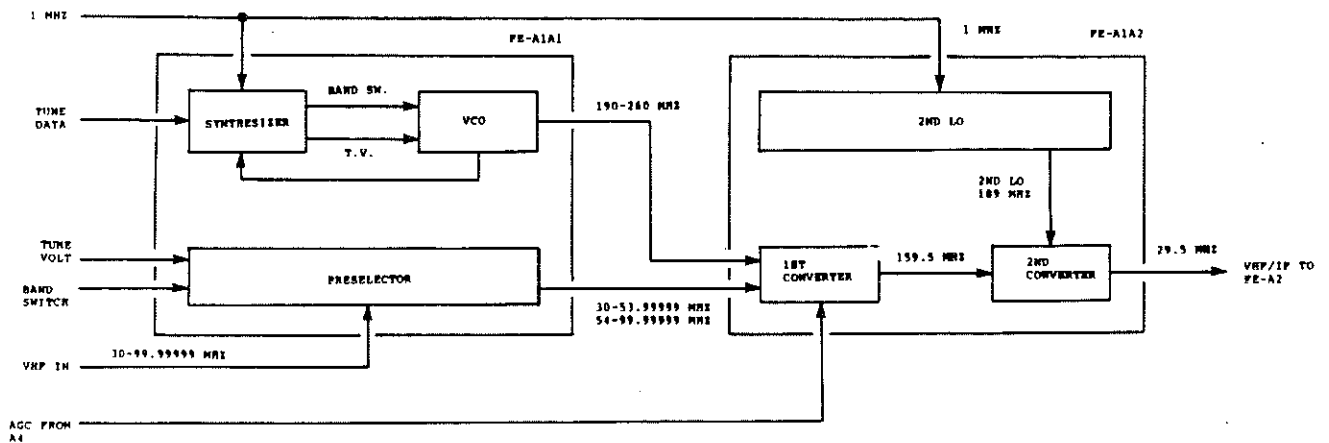 1 MHZ
FE-A1A1
1 MHZ
FE-A1A2
TUNE
DATA
SYNTHESIZER
BAND SW.
T.V.
VCO
190-260 MHZ
2ND LO
2ND LO
189 MHZ
TUNE
VOLT
BAND
SWITCH
PRESELECTOR
30-53.99999 MHZ
54-99.99999 MHZ
1ST
CONVERTER
159.5 MHZ
2ND
CONVERTER
29.5 MHZ
VHF/IF TO
FE-A2
VHF IN
30-99.99999 MHZ
AGC FROM
A4